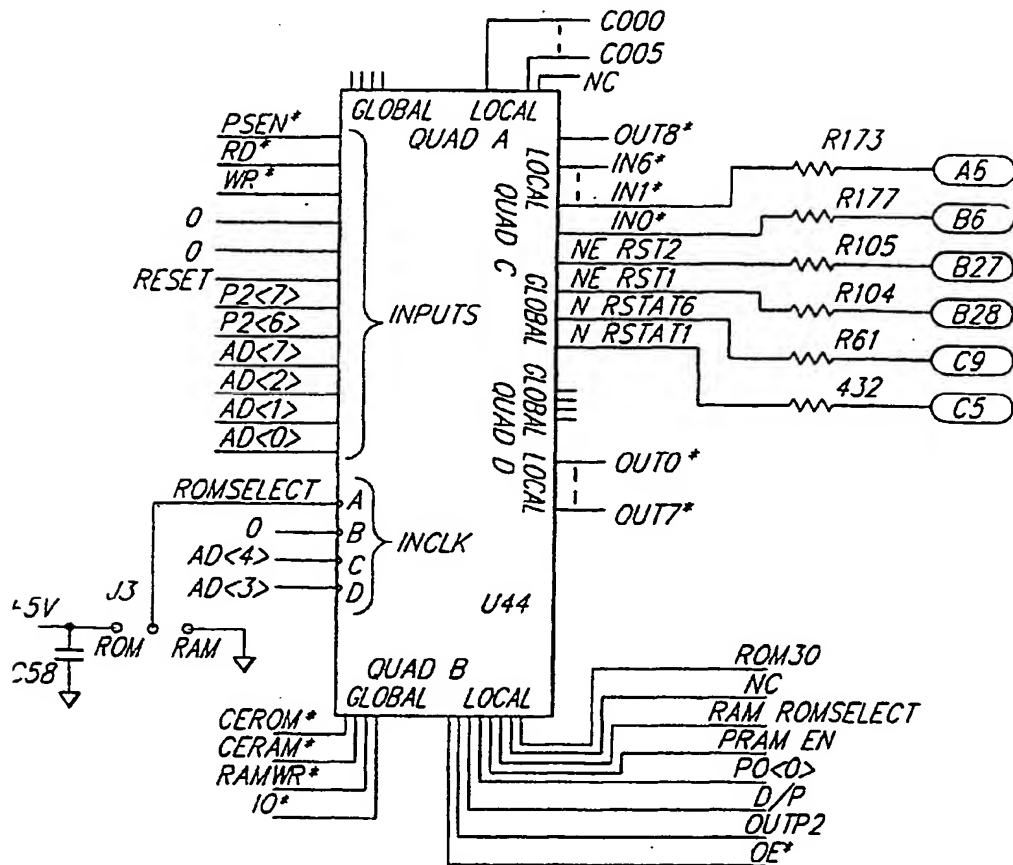 C000
C005
NC
GLOBAL LOCAL
QUAD A
PSEN*
RD*
WR*
0
0
RESET
P2<7>
P2<6>
AD<7>
AD<2>
AD<1>
AD<0>
INPUTS
OUT8*
IN6*
IN1*
IN0*
NE RST2
NE RST1
N RSTAT6
N RSTAT1
LOCAL
QUAD C
GLOBAL
GLOBAL
QUAD D
LOCAL
R173
A5
R177
B6
R105
B27
R104
B28
R61
C9
432
C5
OUT0*
OUT7*
ROMSELECT
0
AD<4>
AD<3>
A
B
C
D
INCLK
U44
J3
5V
ROM
RAM
C58
QUAD B
GLOBAL LOCAL
CEROM*
CERAM*
RAMWR*
IO*
ROM30
NC
RAM ROMSELECT
PRAM EN
PO<0>
D/P
OUTP2
OE*